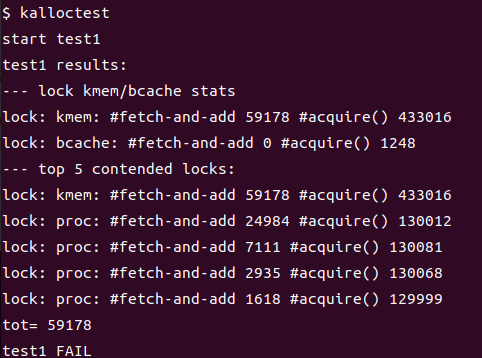 $ kalloctest
start test1
test1 results:
--- lock kmem/bcache stats
lock: kmem: #fetch-and-add 59178 #acquire() 433016
lock: bcache: #fetch-and-add 0 #acquire() 1248
--- top 5 contended locks:
lock: kmem: #fetch-and-add 59178 #acquire() 433016
lock: proc: #fetch-and-add 24984 #acquire() 130012
lock: proc: #fetch-and-add 7111 #acquire() 130081
lock: proc: #fetch-and-add 2935 #acquire() 130068
lock: proc: #fetch-and-add 1618 #acquire() 129999
tot= 59178
test1 FAIL